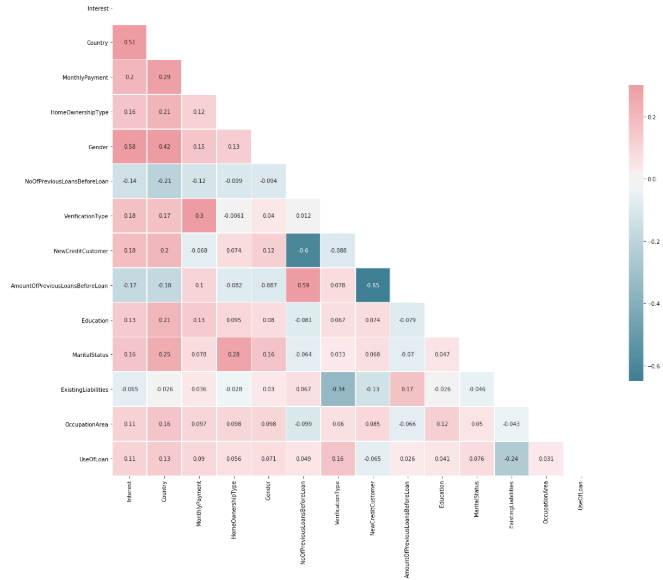 Interest
Country 0.51
MonthlyPayment 0.2 0.29
HomeOwnershipType 0.16 0.21 0.12
Gender 0.58 0.42 0.15 0.13
NoOfPreviousLoansBeforeLoan -0.14 -0.21 -0.12 -0.099 -0.094
VerificationType 0.18 0.17 0.3 -0.0061 0.04 0.012
NewCreditCustomer 0.18 0.2 -0.068 0.074 0.12 -0.6 -0.088
AmountOfPreviousLoansBeforeLoan -0.17 -0.18 0.1 -0.082 -0.087 0.59 0.078 -0.65
Education 0.13 0.21 0.13 0.095 0.08 -0.081 0.067 0.074 -0.079
MaritalStatus 0.16 0.25 0.078 0.28 0.16 -0.064 0.033 0.068 -0.07 0.047
ExistingLiabilities -0.065 -0.026 0.036 -0.028 0.03 0.067 -0.34 -0.13 0.17 -0.026 -0.046
OccupationArea 0.11 0.16 0.097 0.098 0.098 -0.099 0.06 0.085 -0.066 0.12 0.05 -0.043
UseOfLoan 0.11 0.13 0.09 0.056 0.071 0.049 0.16 -0.065 0.026 0.041 0.076 -0.24 0.031
Interest
Country
MonthlyPayment
HomeOwnershipType
Gender
NoOfPreviousLoansBeforeLoan
VerificationType
NewCreditCustomer
AmountOfPreviousLoansBeforeLoan
Education
MaritalStatus
ExistingLiabilities
OccupationArea
UseOfLoan
0.2
0.0
-0.2
-0.4
-0.6